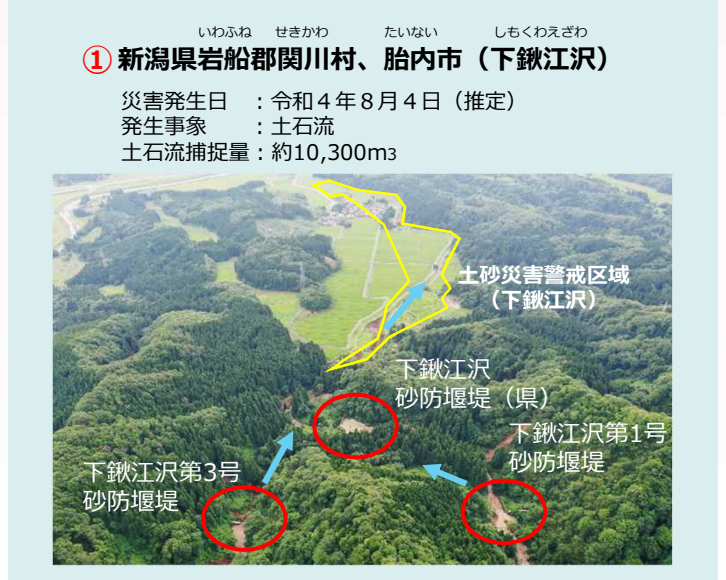 いわふね せきかわ たいない しもくわえざわ
① 新潟県岩船郡関川村、胎内市（下鍬江沢）
災害発生日 ：令和４年８月４日（推定）
発生事象 ：土石流
土石流捕捉量：約10,300m3
土砂災害警戒区域
（下鍬江沢）
下鍬江沢
砂防堰堤（県）
下鍬江沢第1号
砂防堰堤
下鍬江沢第3号
砂防堰堤